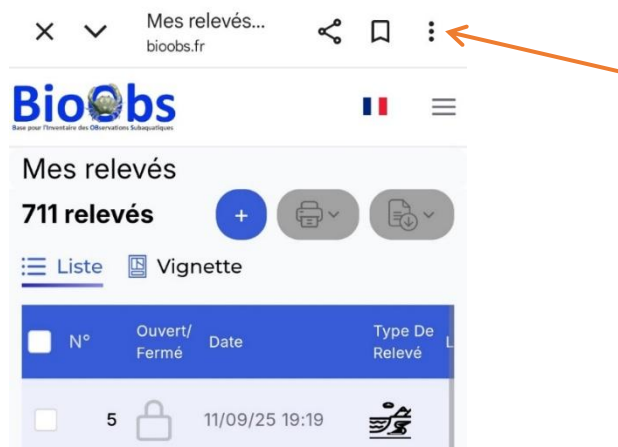 Mes relevés...
bioobs.fr
BioObs
Base pour l'Inventaire des OBservations Subaquatiques
Mes relevés
711 relevés
+
Liste
Vignette
N°
Ouvert/
Fermé
Date
Type De
Relevé
L
5
11/09/25 19:19